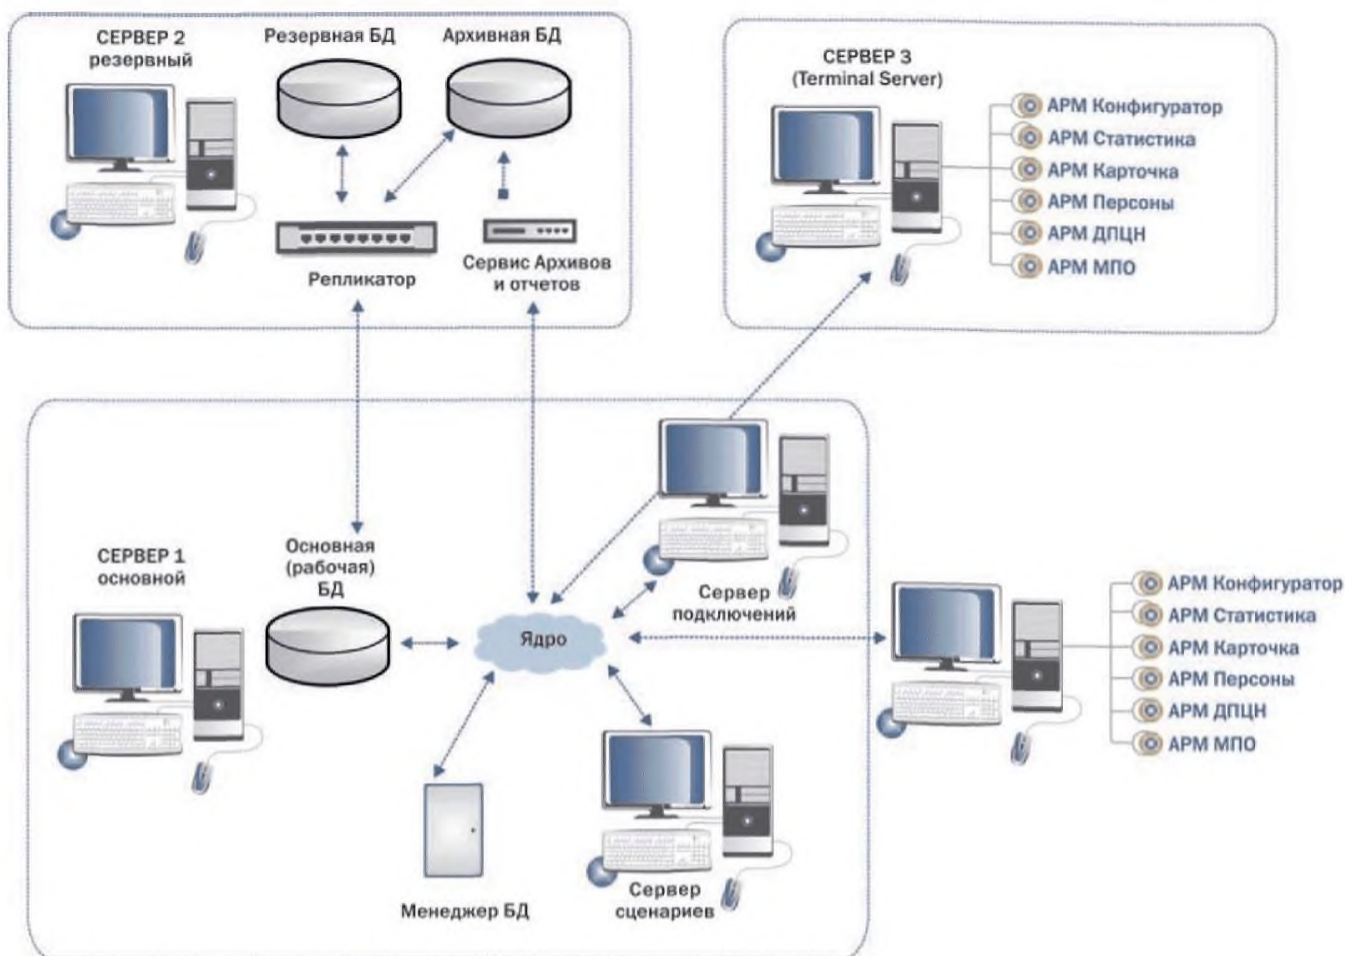 СЕРВЕР 2
резервный
Резервная БД
Архивная БД
Репликатор
Сервис Архивов
и отчетов
СЕРВЕР 3
(Terminal Server)
АРМ Конфигуратор
АРМ Статистика
АРМ Карточка
АРМ Персоны
АРМ ДПЦН
АРМ МПО
СЕРВЕР 1
основной
Основная
(рабочая)
БД
Ядро
Сервер
подключений
Менеджер БД
Сервер
сценариев
АРМ Конфигуратор
АРМ Статистика
АРМ Карточка
АРМ Персоны
АРМ ДПЦН
АРМ МПО